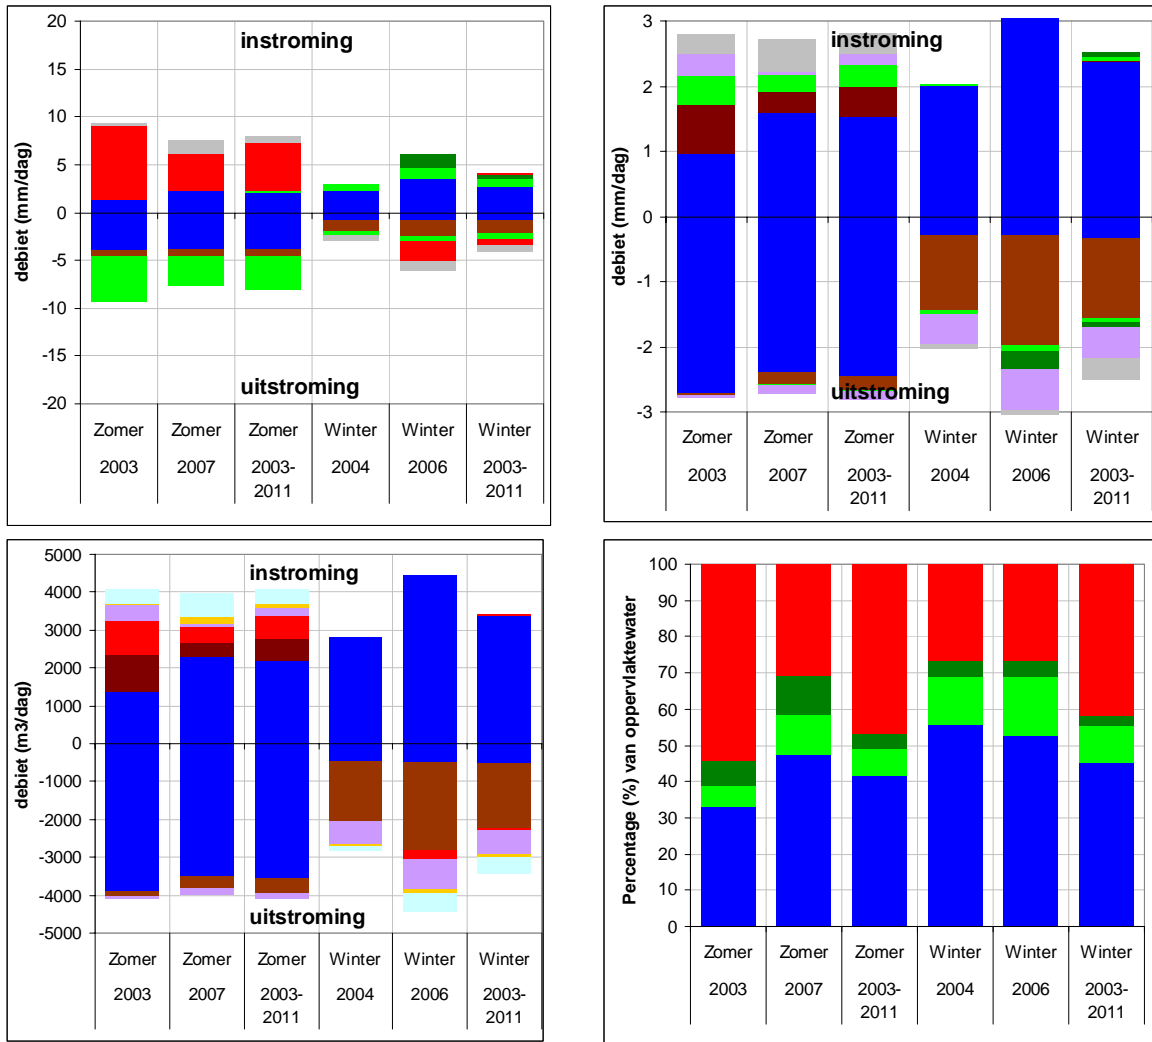 20
15
10
5
0
-5
-10
-15
-20
debiet (mm/dag)
instroming
uitstroming
Zomer Zomer Zomer Winter Winter Winter
2003 2007 2003- 2004 2006 2003-
2011 2011
3
2
1
0
-1
-2
-3
debiet (mm/dag)
instroming
uitstroming
Zomer Zomer Zomer Winter Winter Winter
2003 2007 2003- 2004 2006 2003-
2011 2011
5000
4000
3000
2000
1000
0
-1000
-2000
-3000
-4000
-5000
debiet (m3/dag)
instroming
uitstroming
Zomer Zomer Zomer Winter Winter Winter
2003 2007 2003- 2004 2006 2003-
2011 2011
100
90
80
70
60
50
40
30
20
10
0
Percentage (%) van oppervlaktewater
Zomer Zomer Zomer Winter Winter Winter
2003 2007 2003- 2004 2006 2003-
2011 2011